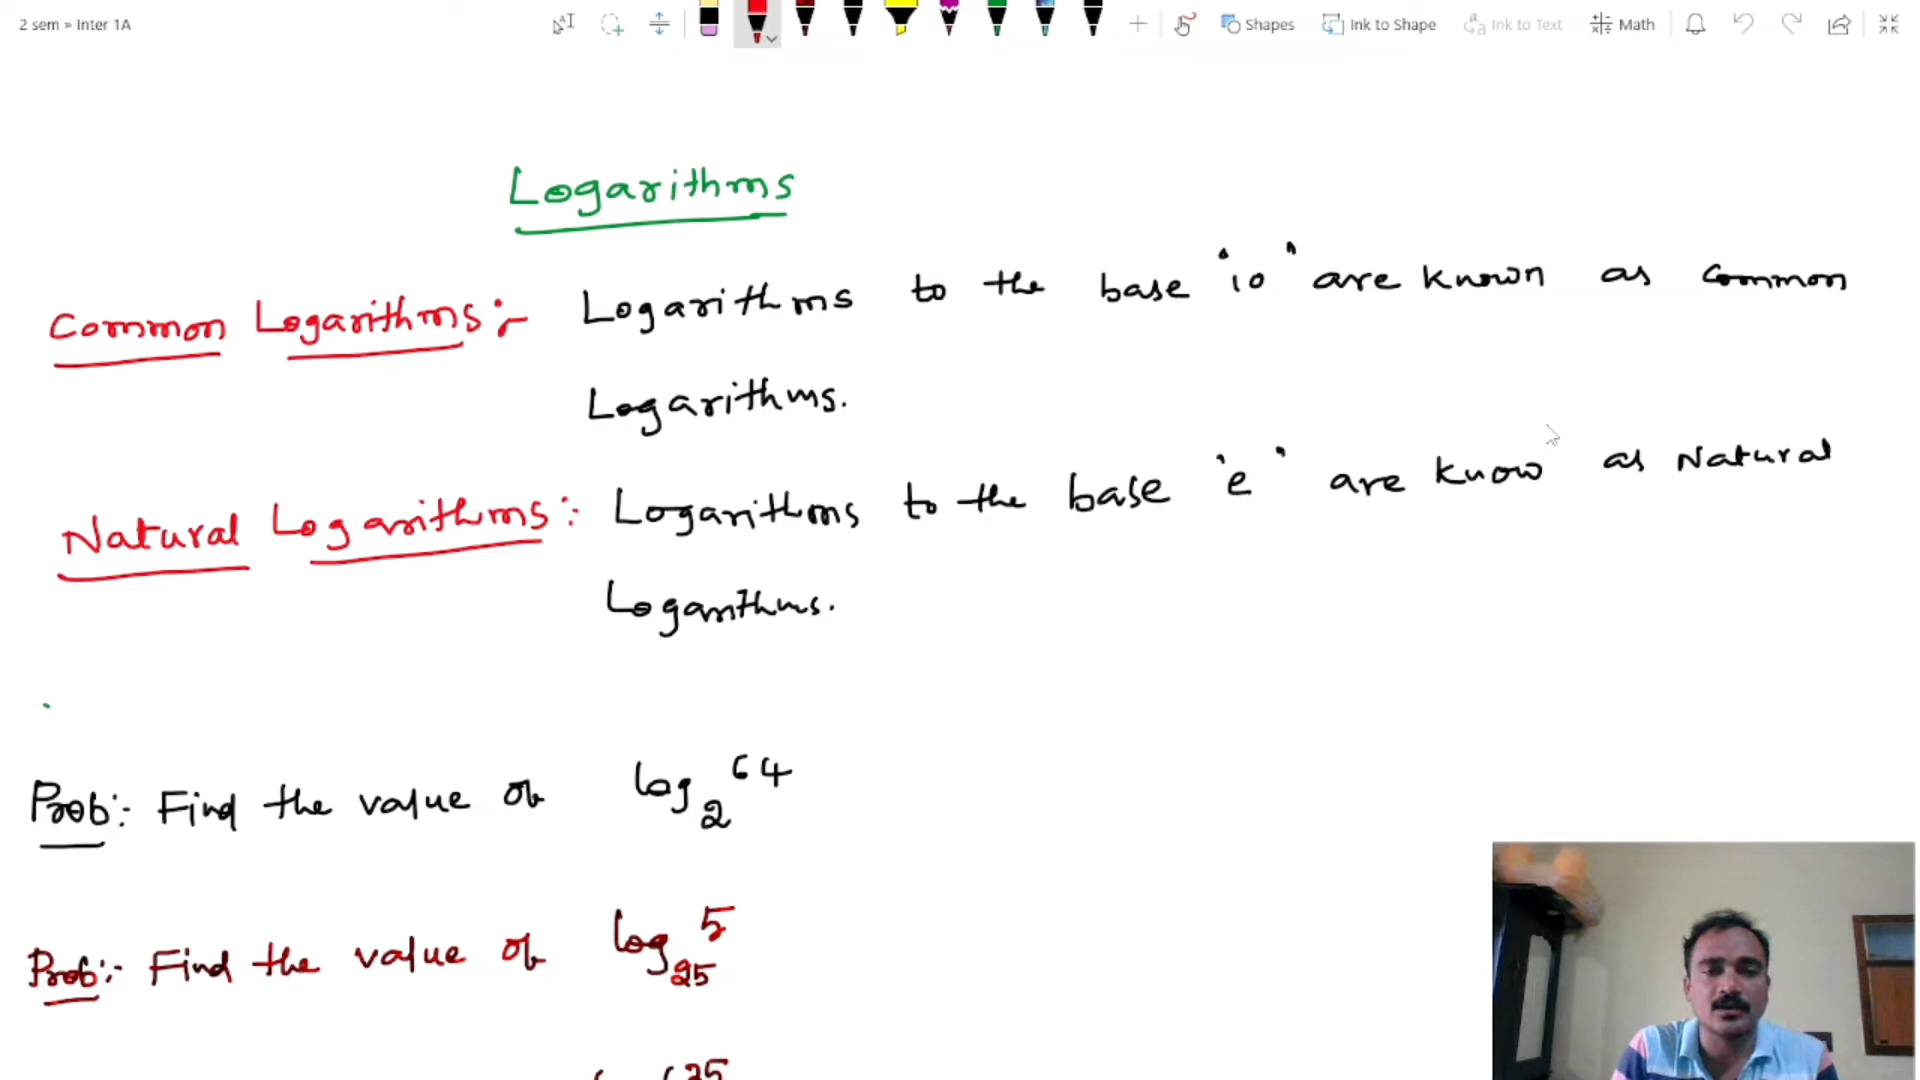 2 sem » Inter 1A
Shapes Ink to Shape Ink to Text Math
Logarithms
Common Logarithms:- Logarithms to the base '10' are known as common
Logarithms.
Natural Logarithms: Logarithms to the base 'e' are know as Natural
Logarithms.
Prob:- Find the value of log₂ 64
Prob:- Find the value of log₂₅ 5